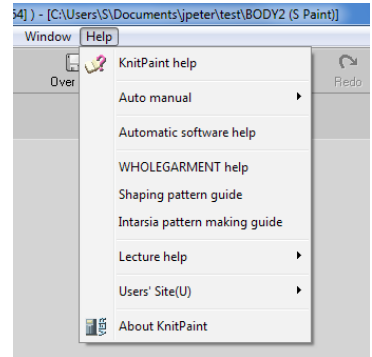 54] ) - [C:\Users\S\Documents\jpeter\test\BODY2 (S Paint)]
Window Help
Over
Redo
KnitPaint help
Auto manual
Automatic software help
WHOLEGARMENT help
Shaping pattern guide
Intarsia pattern making guide
Lecture help
Users' Site(U)
About KnitPaint